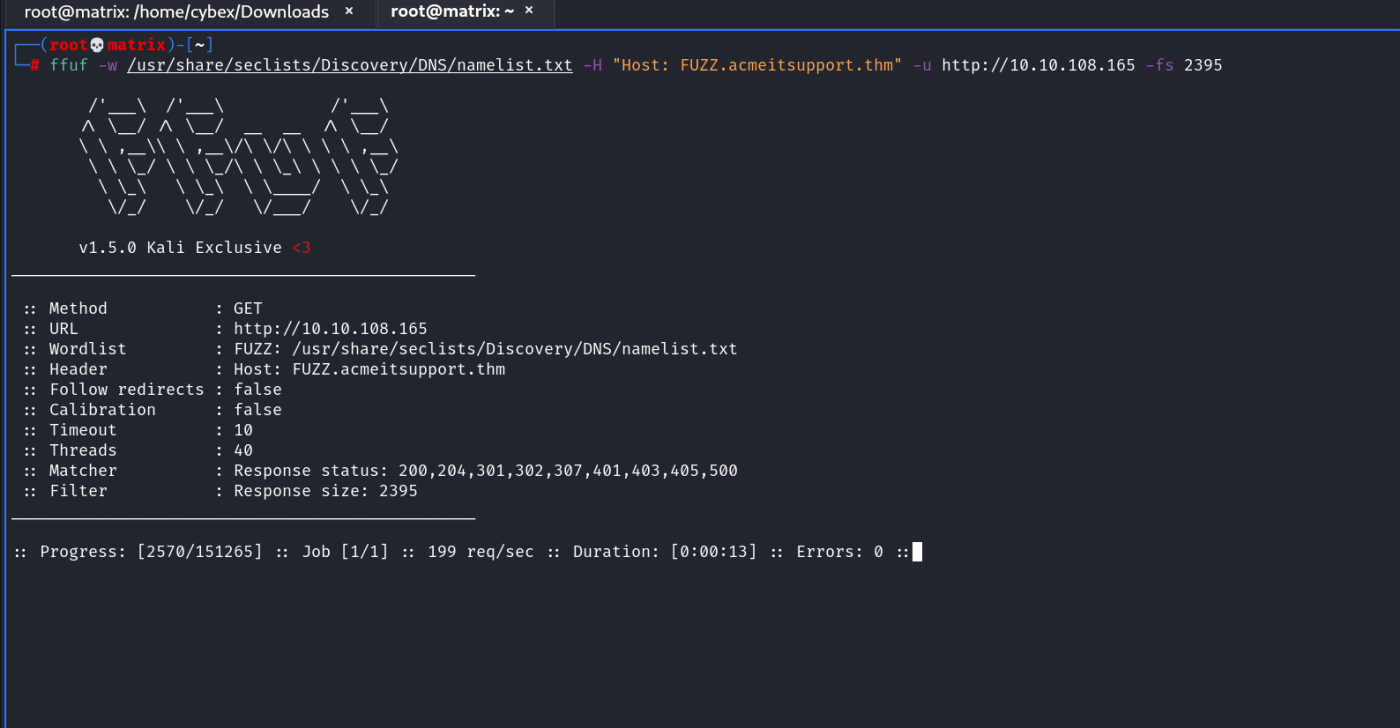 root@matrix: /home/cybex/Downloads × root@matrix: ~ ×
┌──(root💀matrix)-[~]
└─# ffuf -w /usr/share/seclists/Discovery/DNS/namelist.txt -H "Host: FUZZ.acmeitsupport.thm" -u http://10.10.108.165 -fs 2395
        /'___\  /'___\           /'___\
       /\ \__/ /\ \__/  __  __  /\ \__/
       \ \ ,__\\ \ ,__\/\ \/\ \ \ \ ,__\
        \ \ \_/ \ \ \_/\ \ \_\ \ \ \ \_/
         \ \_\   \ \_\  \ \____/  \ \_\
          \/_/    \/_/   \/___/    \/_/
v1.5.0 Kali Exclusive <3
________________________________________________
:: Method : GET
:: URL : http://10.10.108.165
:: Wordlist : FUZZ: /usr/share/seclists/Discovery/DNS/namelist.txt
:: Header : Host: FUZZ.acmeitsupport.thm
:: Follow redirects : false
:: Calibration : false
:: Timeout : 10
:: Threads : 40
:: Matcher : Response status: 200,204,301,302,307,401,403,405,500
:: Filter : Response size: 2395
________________________________________________
:: Progress: [2570/151265] :: Job [1/1] :: 199 req/sec :: Duration: [0:00:13] :: Errors: 0 ::